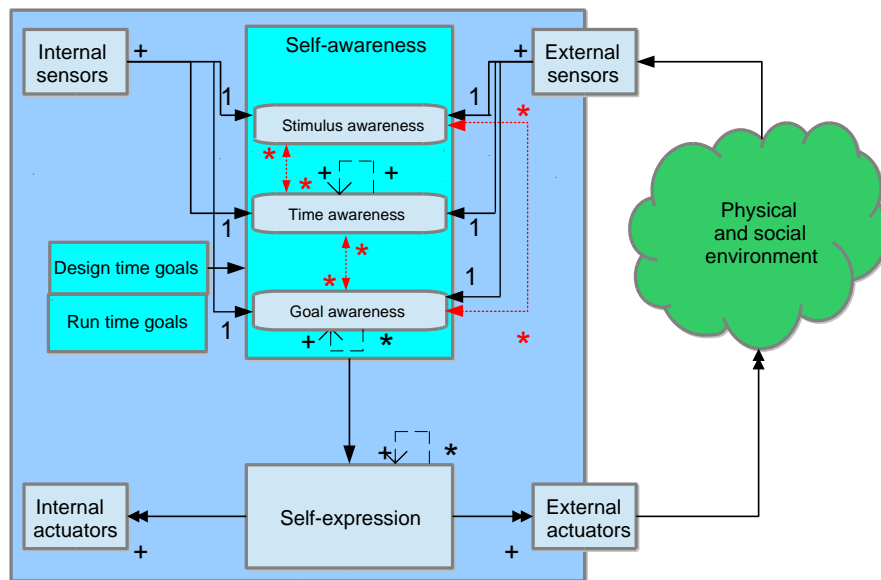 Internal
sensors
+
Self-awareness
+
External
sensors
1
1
*
Stimulus awareness
*
*
+
+
Time awareness
1
1
Physical
and social
environment
*
*
Design time goals
1
Goal awareness
Run time goals
1
+
*
*
+
*
Internal
actuators
Self-expression
External
actuators
+
+